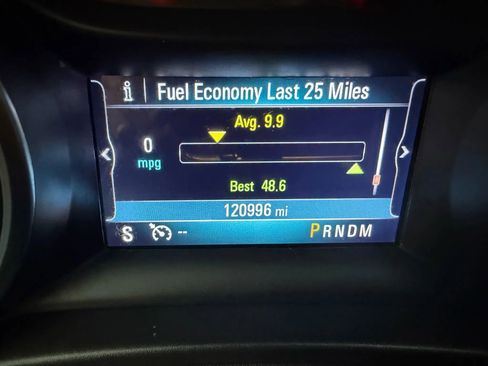 i Fuel Economy Last 25 Miles
Avg. 9.9
0
mpg
Best 48.6
120996 mi
S -- PRNDM